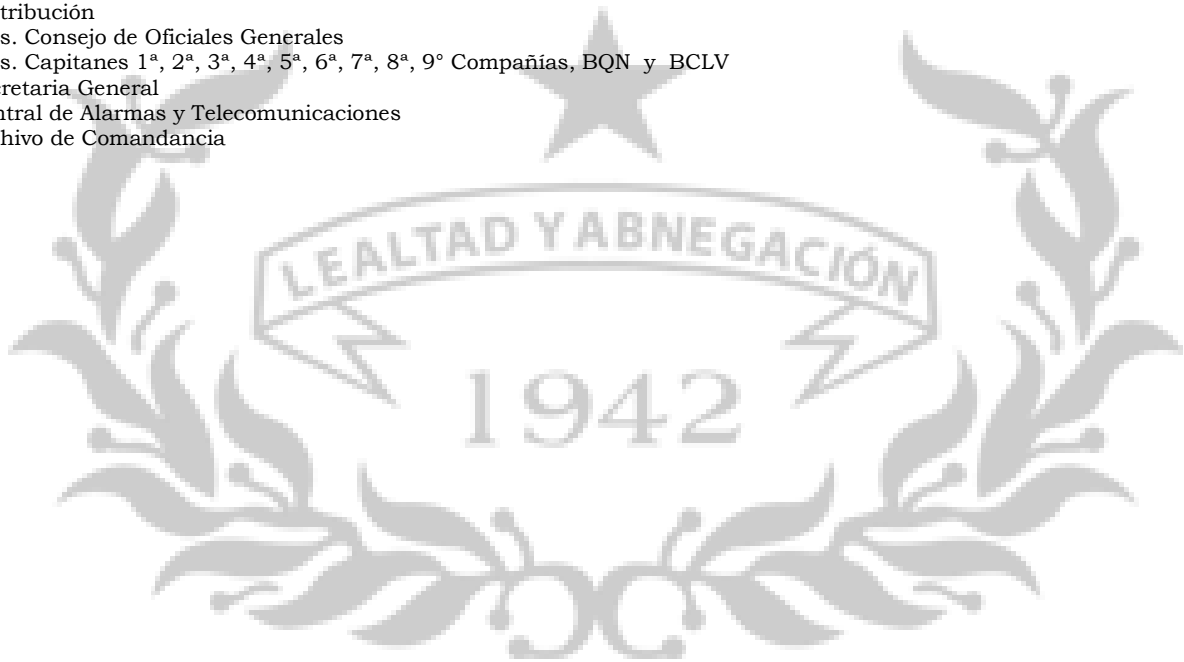 tribución
s. Consejo de Oficiales Generales
s. Capitanes 1ª, 2ª, 3ª, 4ª, 5ª, 6ª, 7ª, 8ª, 9° Compañías, BQN y BCLV
cretaria General
ntral de Alarmas y Telecomunicaciones
hivo de Comandancia
LEALTAD Y ABNEGACIÓN
1942